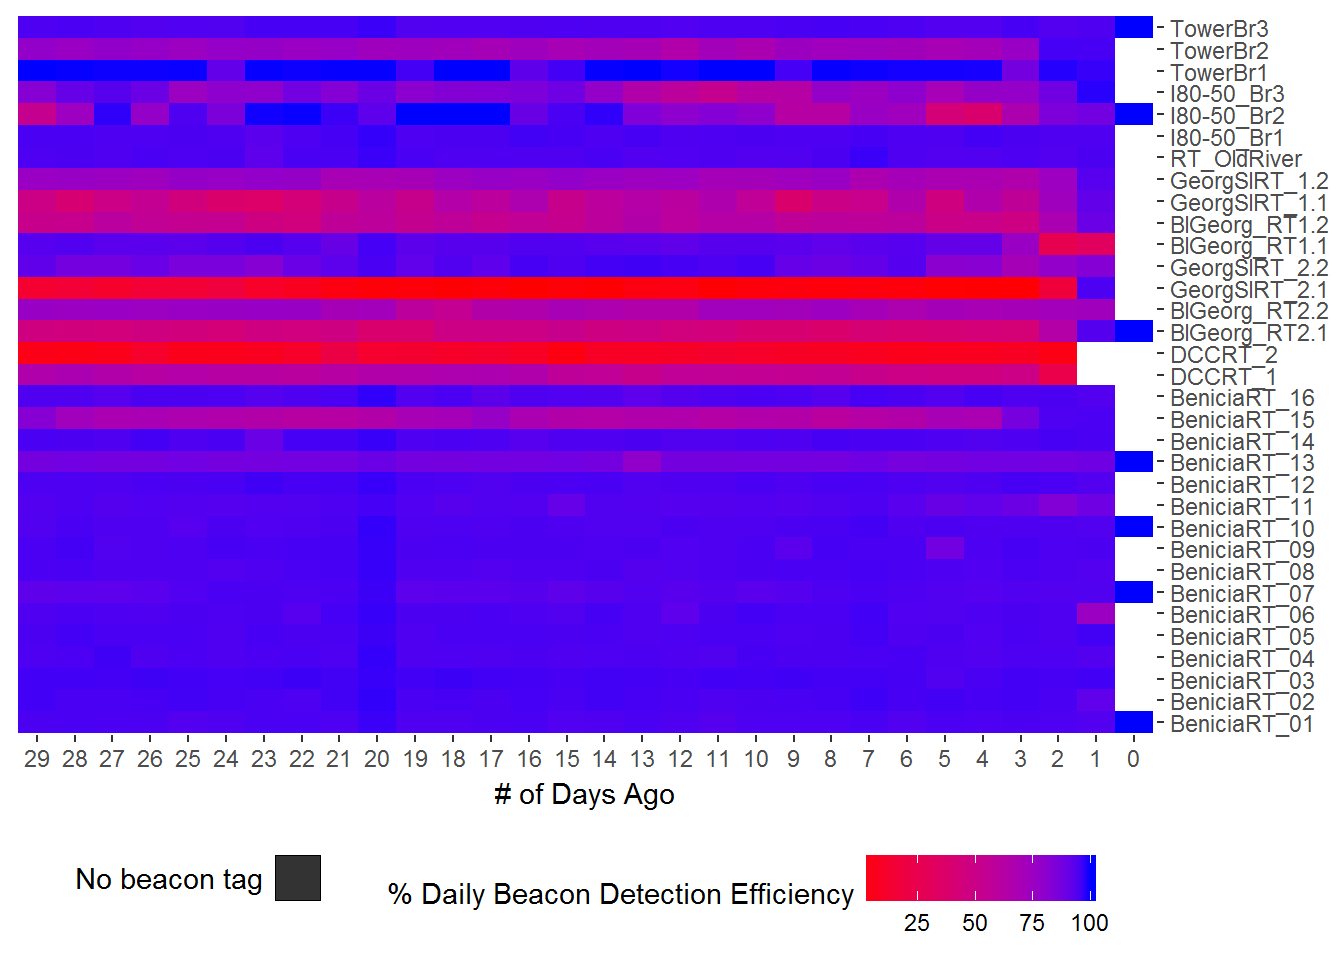 TowerBr3
TowerBr2
TowerBr1
I80-50_Br3
I80-50_Br2
I80-50_Br1
RT_OldRiver
GeorgSlRT_1.2
GeorgSlRT_1.1
BlGeorg_RT1.2
BlGeorg_RT1.1
GeorgSlRT_2.2
GeorgSlRT_2.1
BlGeorg_RT2.2
BlGeorg_RT2.1
DCCRT_2
DCCRT_1
BeniciaRT_16
BeniciaRT_15
BeniciaRT_14
BeniciaRT_13
BeniciaRT_12
BeniciaRT_11
BeniciaRT_10
BeniciaRT_09
BeniciaRT_08
BeniciaRT_07
BeniciaRT_06
BeniciaRT_05
BeniciaRT_04
BeniciaRT_03
BeniciaRT_02
BeniciaRT_01
29 28 27 26 25 24 23 22 21 20 19 18 17 16 15 14 13 12 11 10 9 8 7 6 5 4 3 2 1 0
# of Days Ago
No beacon tag
% Daily Beacon Detection Efficiency
25 50 75 100